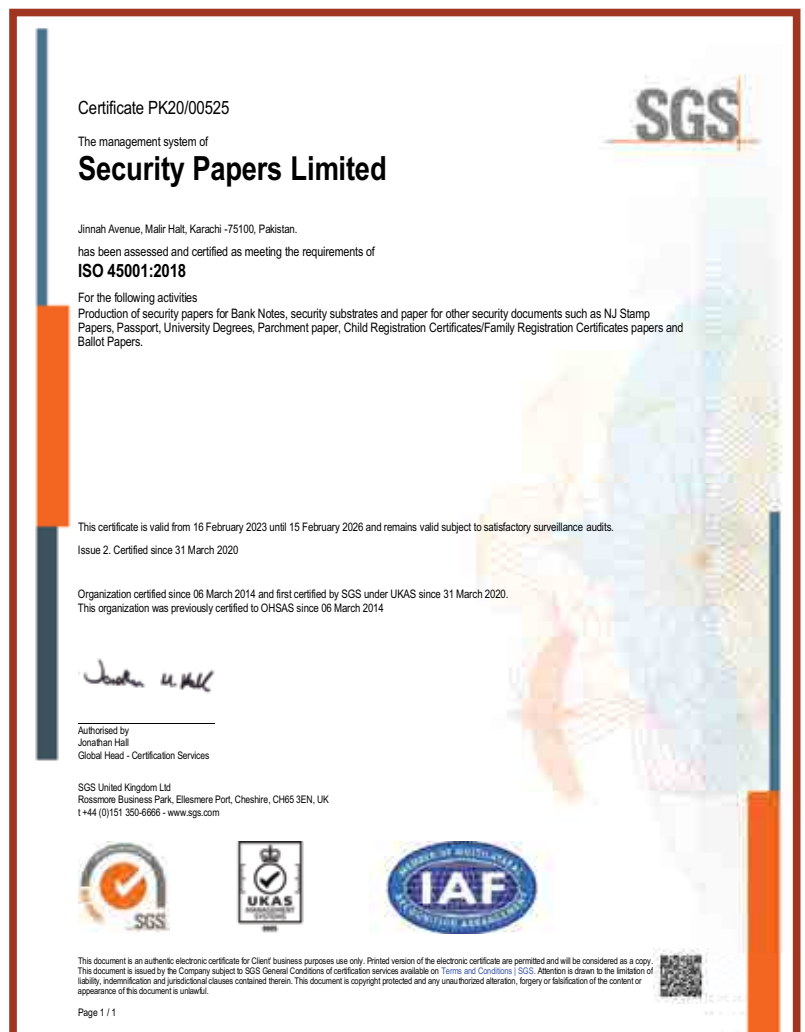 SGS
Certificate PK20/00525
The management system of
Security Papers Limited
Jinnah Avenue, Malir Halt, Karachi -75100, Pakistan.
has been assessed and certified as meeting the requirements of
ISO 45001:2018
For the following activities
Production of security papers for Bank Notes, security substrates and paper for other security documents such as NJ Stamp
Papers, Passport, University Degrees, Parchment paper, Child Registration Certificates/Family Registration Certificates papers and
Ballot Papers.
This certificate is valid from 16 February 2023 until 15 February 2026 and remains valid subject to satisfactory surveillance audits.
Issue 2. Certified since 31 March 2020
Organization certified since 06 March 2014 and first certified by SGS under UKAS since 31 March 2020.
This organization was previously certified to OHSAS since 06 March 2014
Authorised by
Jonathan Hall
Global Head - Certification Services
SGS United Kingdom Ltd
Rossmore Business Park, Ellesmere Port, Cheshire, CH65 3EN, UK
t +44 (0)151 350-6666 - www.sgs.com
SGS
UKAS
MANAGEMENT
SYSTEMS
0005
MEMBER OF MULTILATERAL
IAF
RECOGNITION ARRANGEMENT
This document is an authentic electronic certificate for Client' business purposes use only. Printed version of the electronic certificate are permitted and will be considered as a copy.
This document is issued by the Company subject to SGS General Conditions of certification services available on Terms and Conditions | SGS. Attention is drawn to the limitation of
liability, indemnification and jurisdictional clauses contained therein. This document is copyright protected and any unauthorized alteration, forgery or falsification of the content or
appearance of this document is unlawful.
Page 1 / 1